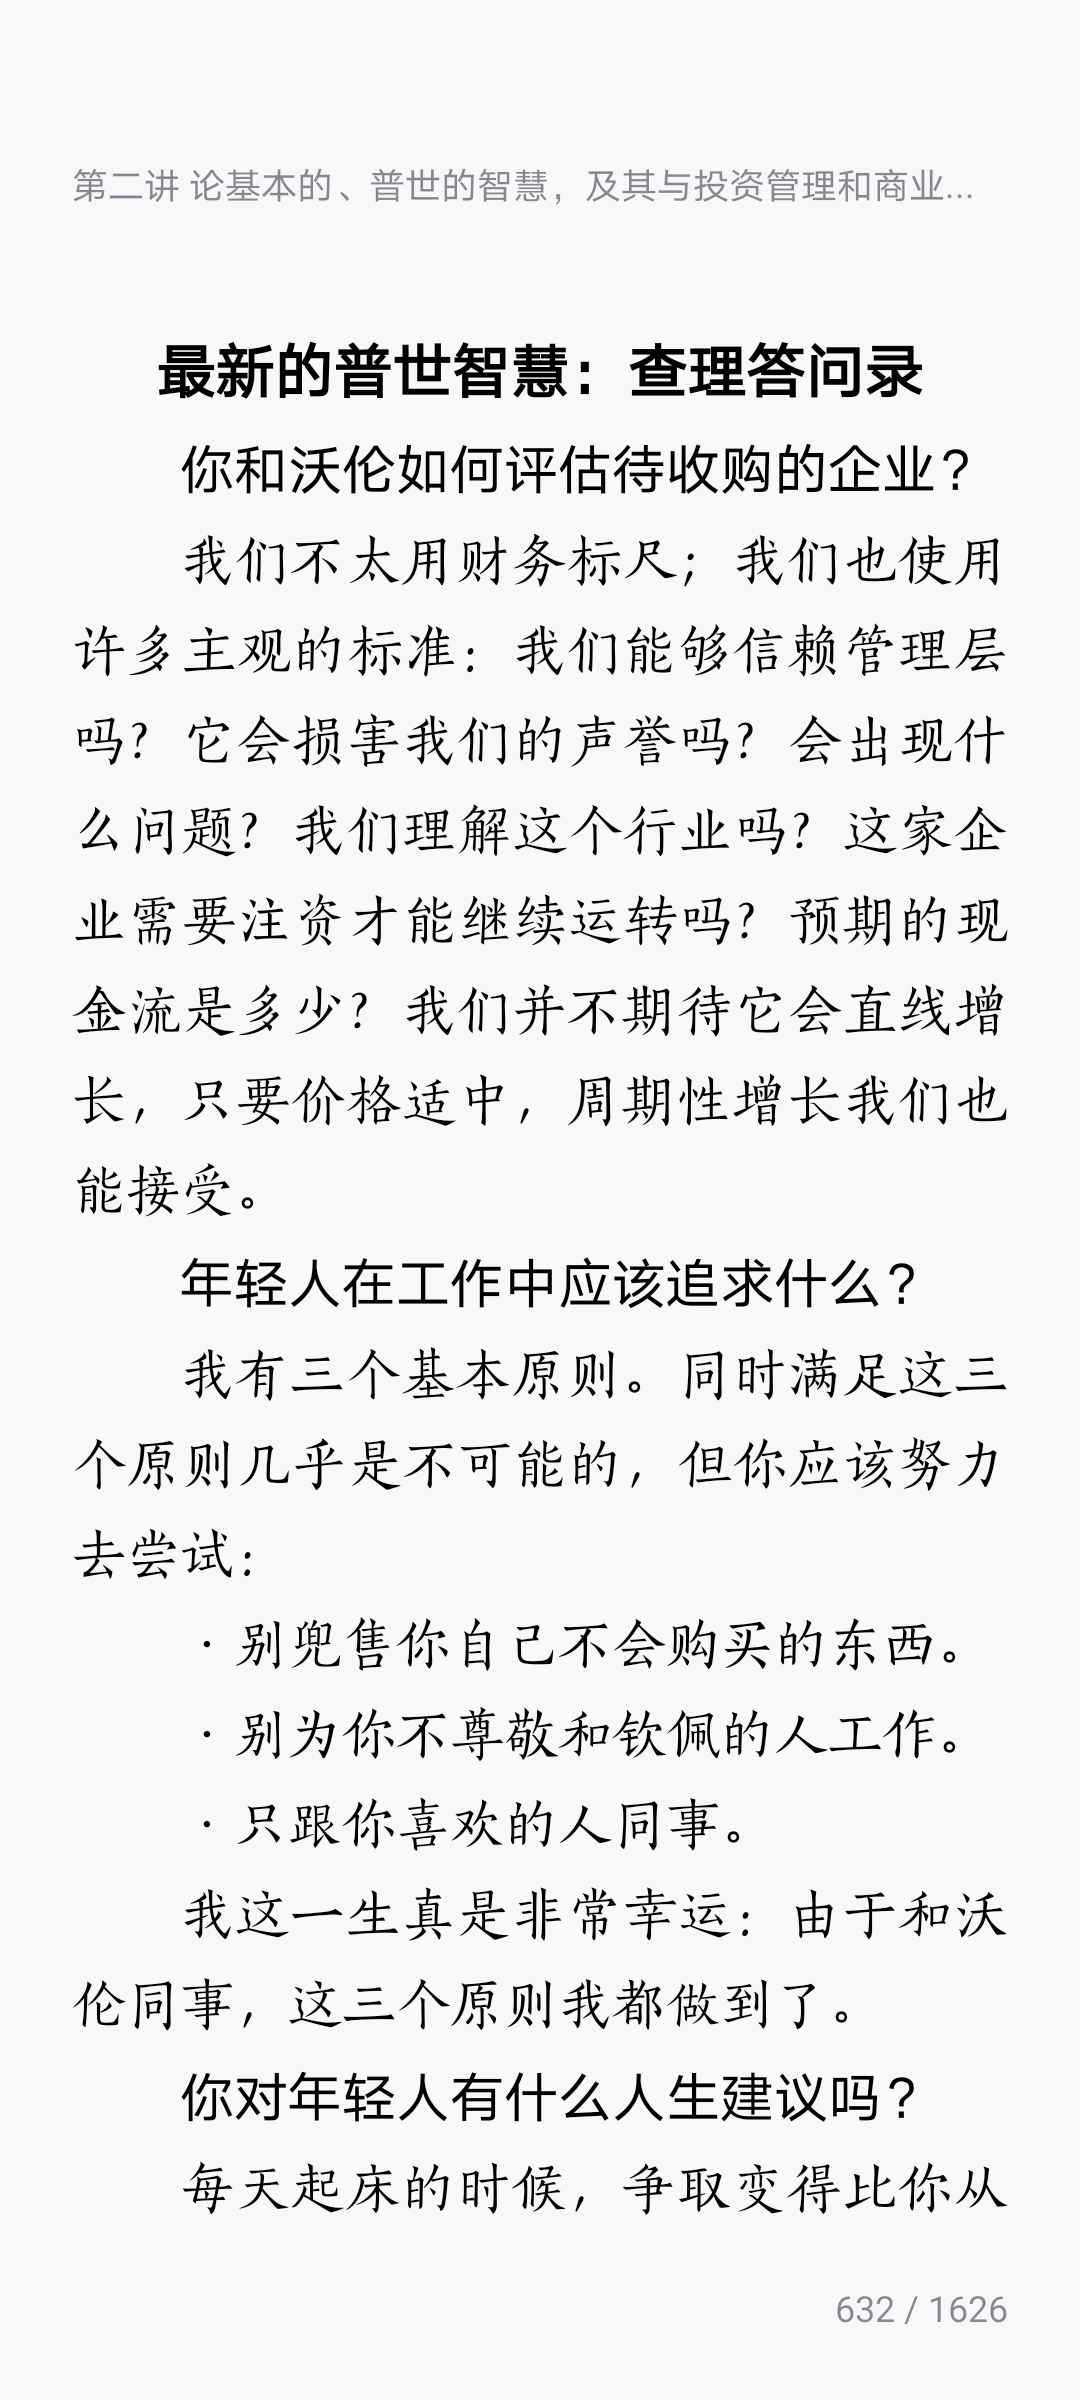 第二讲 论基本的、普世的智慧，及其与投资管理和商业...
最新的普世智慧：查理答问录
你和沃伦如何评估待收购的企业？
我们不太用财务标尺；我们也使用
许多主观的标准：我们能够信赖管理层
吗？它会损害我们的声誉吗？会出现什
么问题？我们理解这个行业吗？这家企
业需要注资才能继续运转吗？预期的现
金流是多少？我们并不期待它会直线增
长，只要价格适中，周期性增长我们也
能接受。
年轻人在工作中应该追求什么？
我有三个基本原则。同时满足这三
个原则几乎是不可能的，但你应该努力
去尝试：
· 别兜售你自己不会购买的东西。
· 别为你不尊敬和钦佩的人工作。
· 只跟你喜欢的人同事。
我这一生真是非常幸运：由于和沃
伦同事，这三个原则我都做到了。
你对年轻人有什么人生建议吗？
每天起床的时候，争取变得比你从
632 / 1626